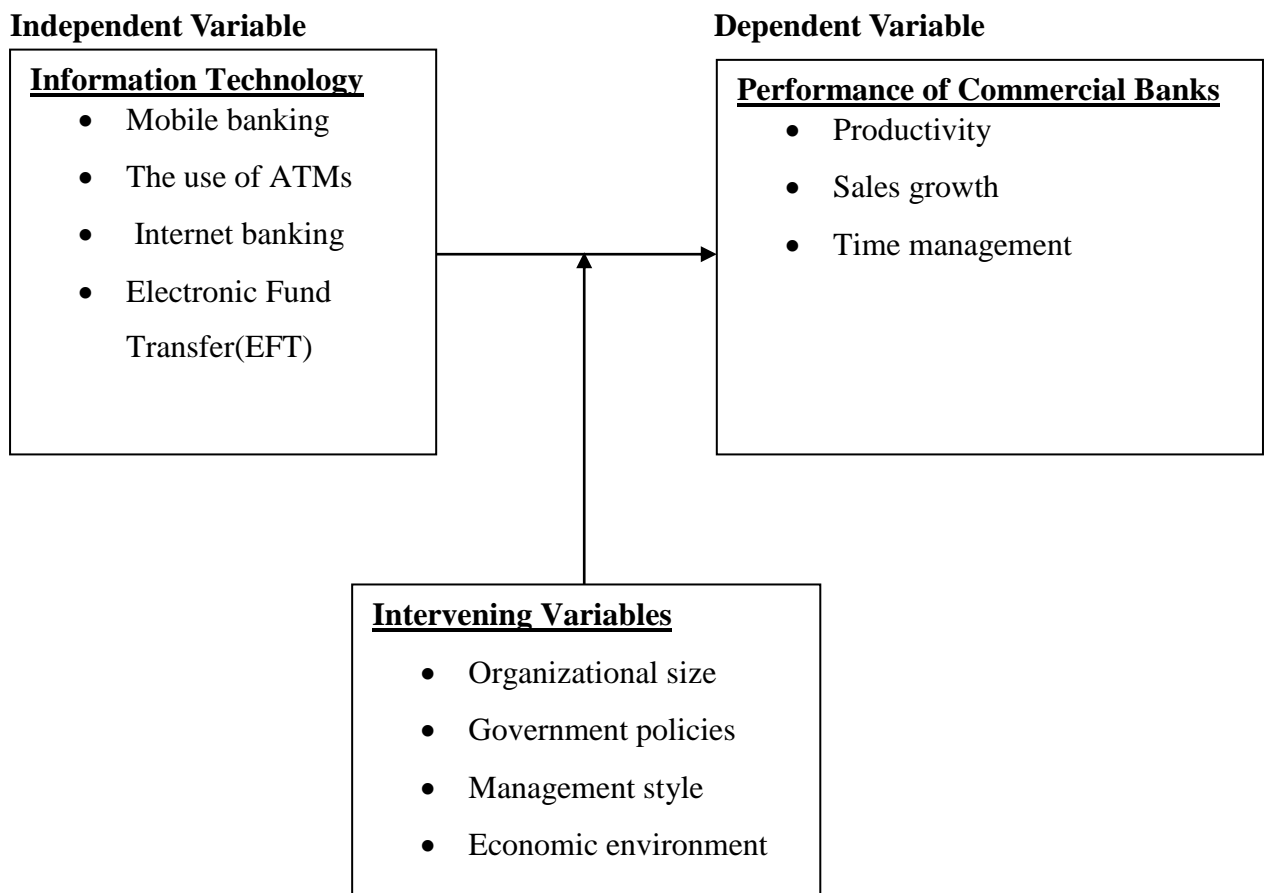 Independent Variable
Dependent Variable
Information Technology
• Mobile banking
• The use of ATMs
• Internet banking
• Electronic Fund
Transfer(EFT)
Performance of Commercial Banks
• Productivity
• Sales growth
• Time management
Intervening Variables
• Organizational size
• Government policies
• Management style
• Economic environment